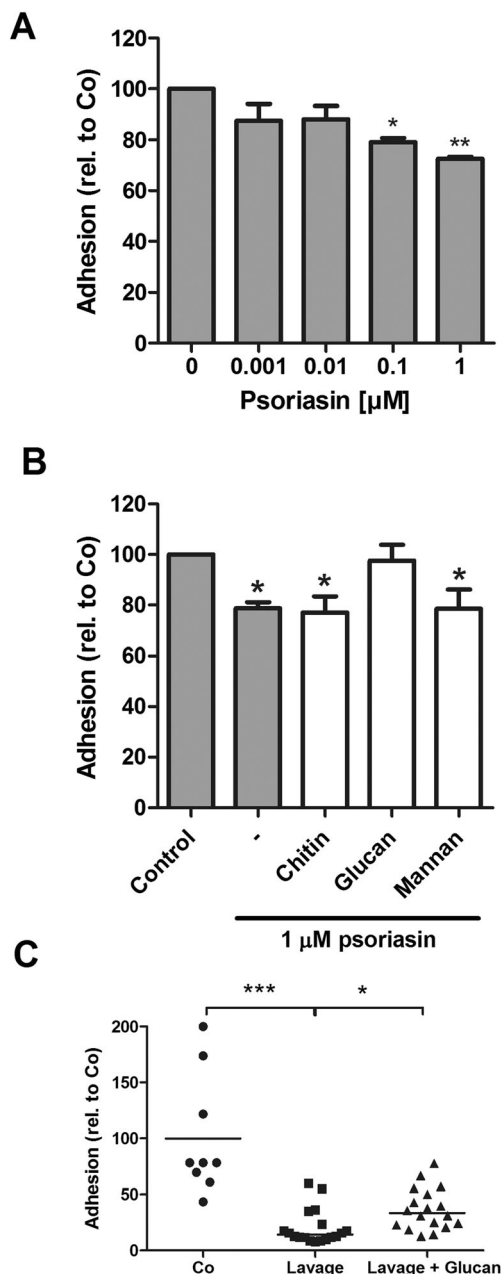 A
120
100
80
60
40
20
0
Adhesion (rel. to Co)
* **
0 0.001 0.01 0.1 1
Psoriasin [µM]
B
120
100
80
60
40
20
0
Adhesion (rel. to Co)
* * *
Control - Chitin Glucan Mannan
1 µM psoriasin
C
*** *
200
150
100
50
0
Adhesion (rel. to Co)
Co Lavage Lavage + Glucan